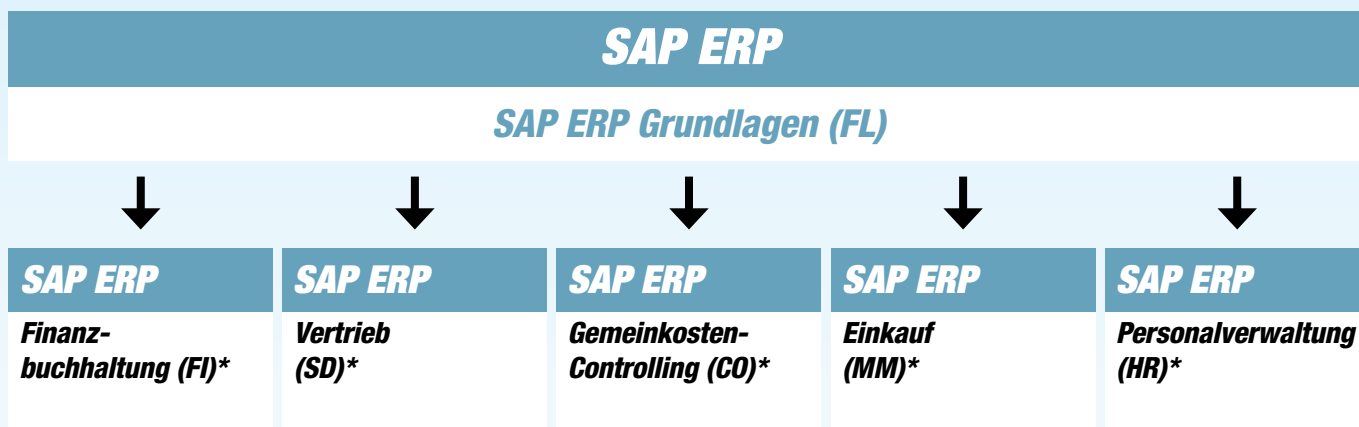 SAP ERP
SAP ERP Grundlagen (FL)
SAP ERP
Finanz-
buchhaltung (FI)*
SAP ERP
Vertrieb
(SD)*
SAP ERP
Gemeinkosten-
Controlling (CO)*
SAP ERP
Einkauf
(MM)*
SAP ERP
Personalverwaltung
(HR)*